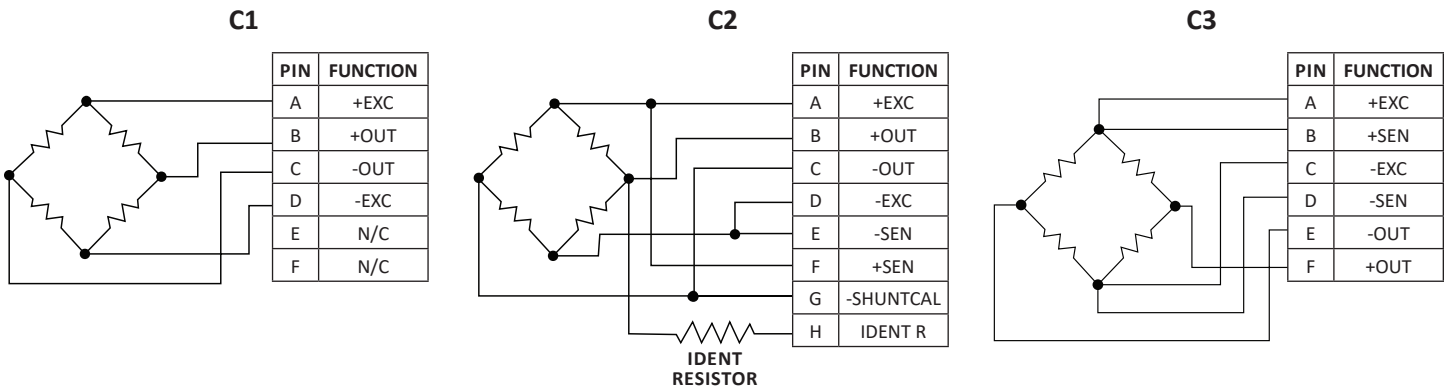 C1
PIN FUNCTION
A +EXC
B +OUT
C -OUT
D -EXC
E N/C
F N/C
C2
PIN FUNCTION
A +EXC
B +OUT
C -OUT
D -EXC
E -SEN
F +SEN
G -SHUNTCAL
H IDENT R
IDENT
RESISTOR
C3
PIN FUNCTION
A +EXC
B +SEN
C -EXC
D -SEN
E -OUT
F +OUT